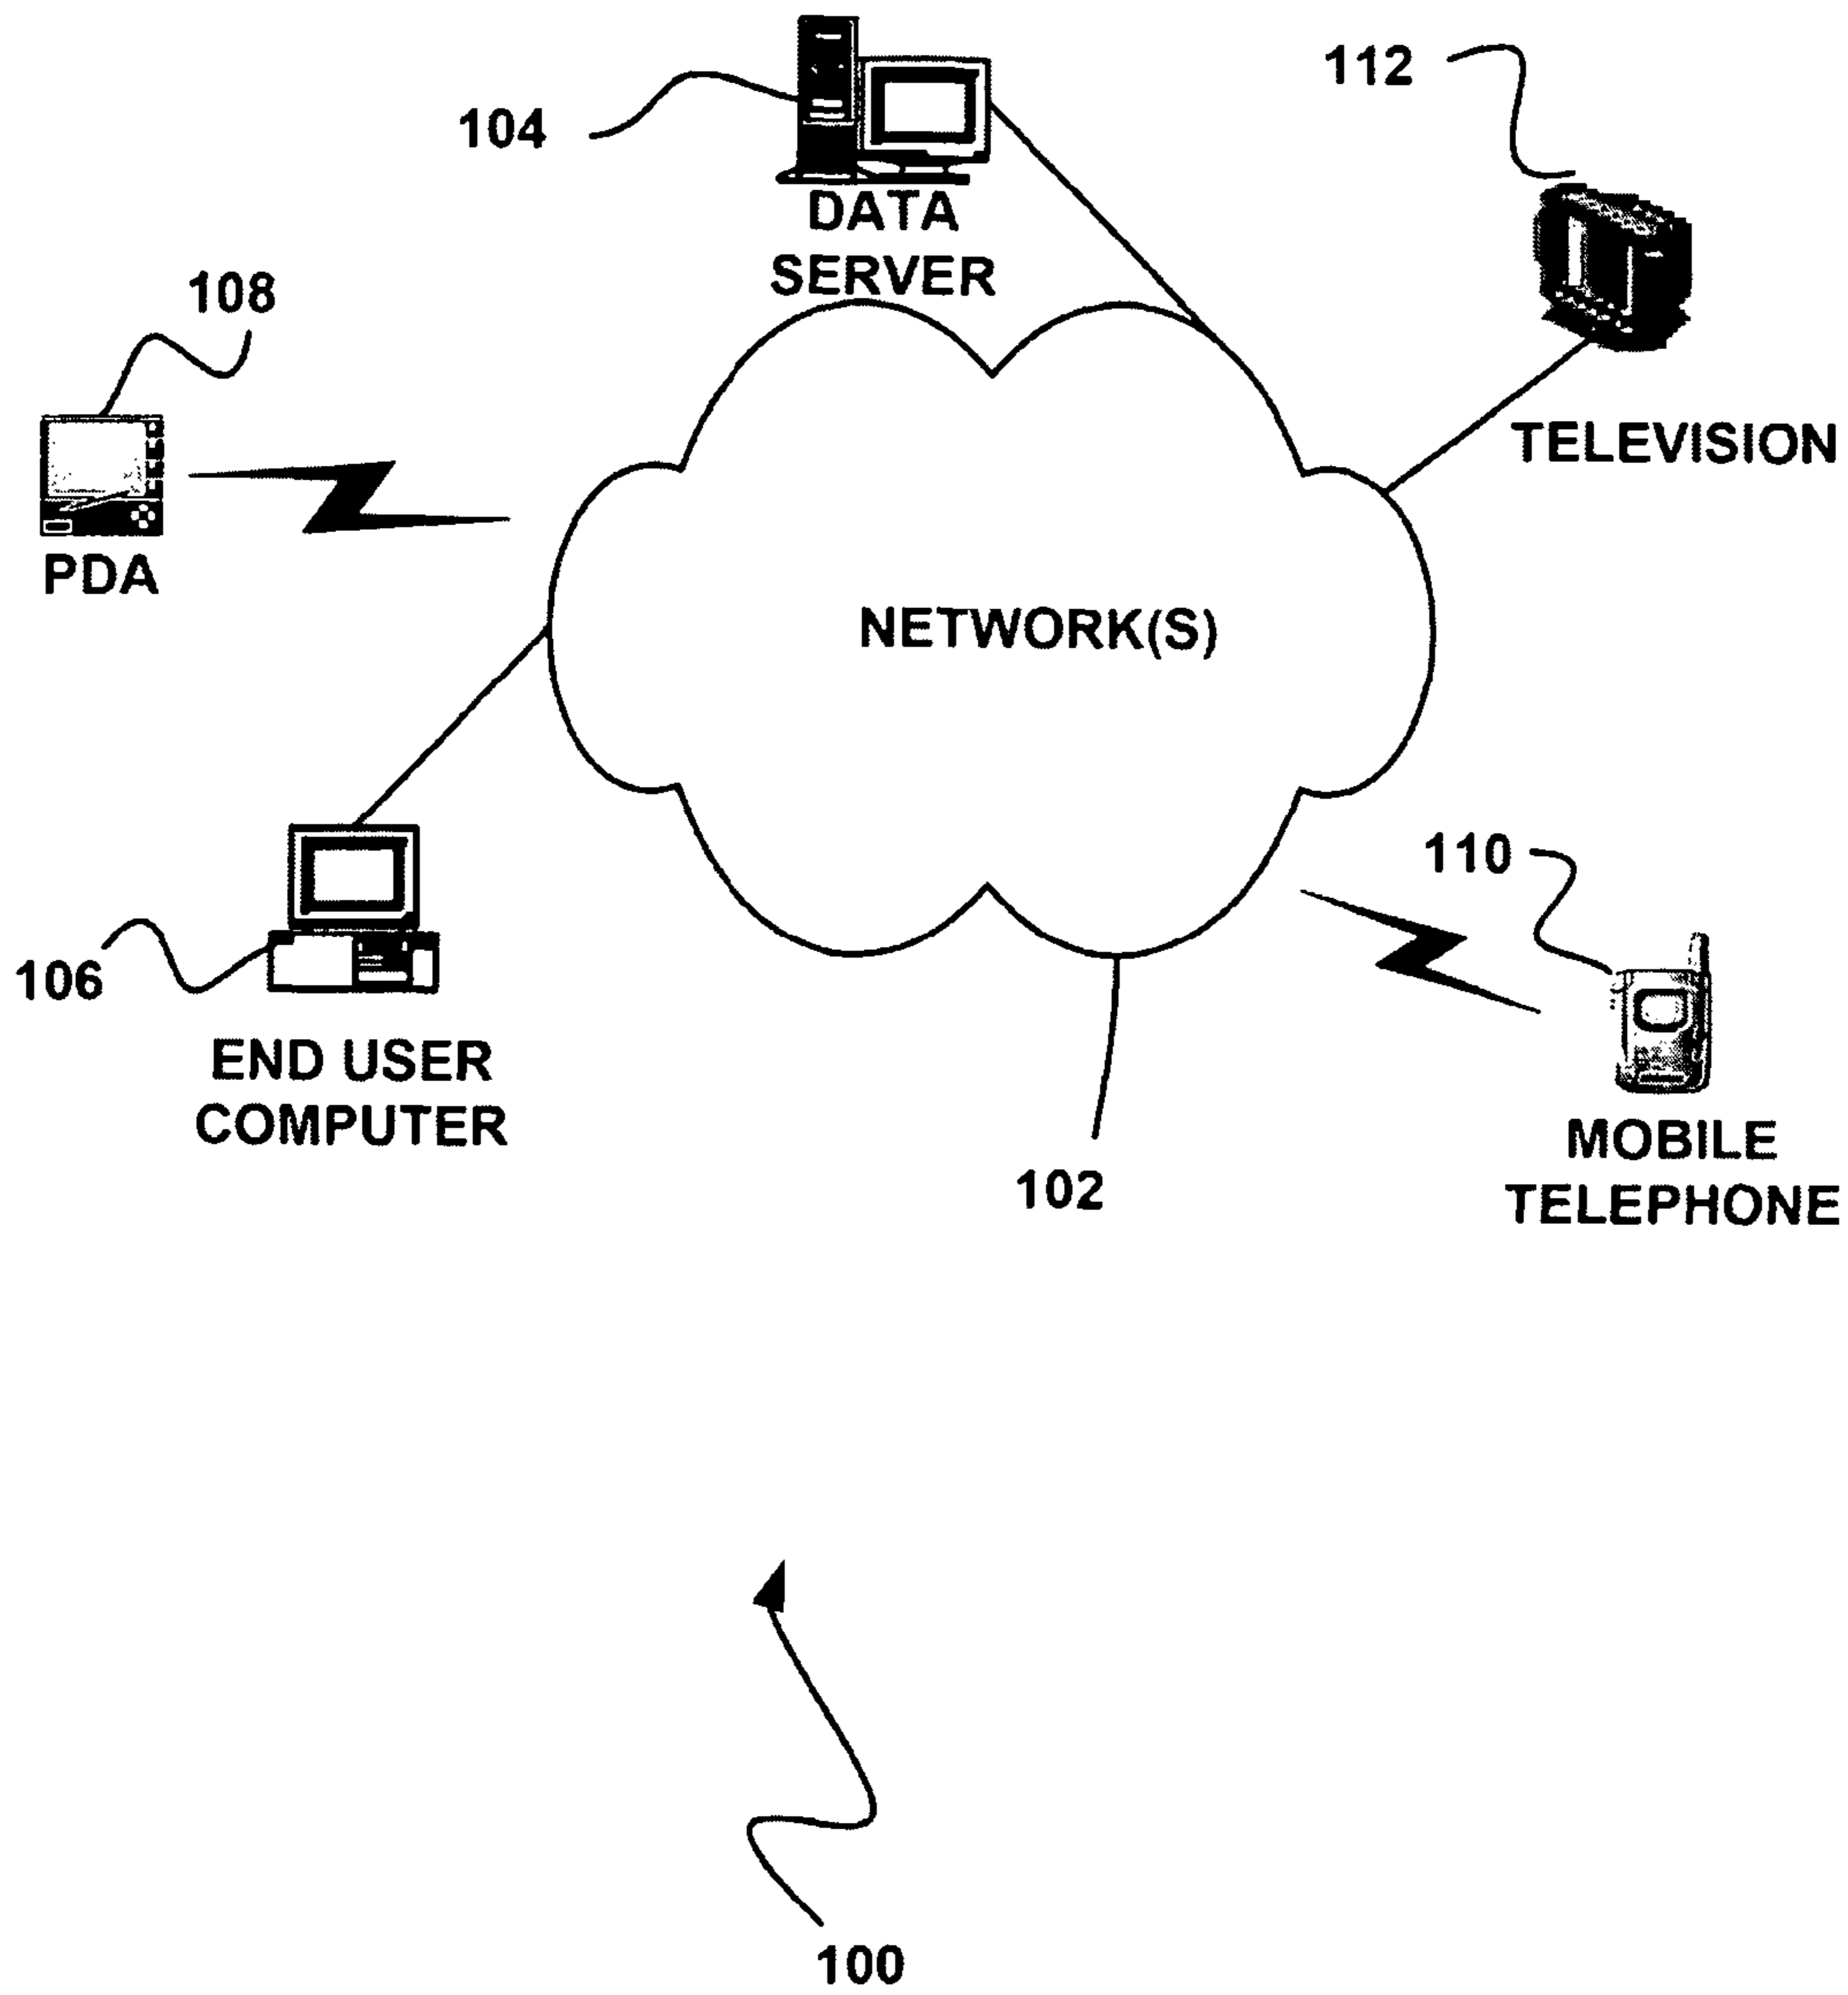 112
104
DATA
SERVER
108
TELEVISION
PDA
NETWORK(S)
110
106
END USER
COMPUTER
MOBILE
TELEPHONE
102
100